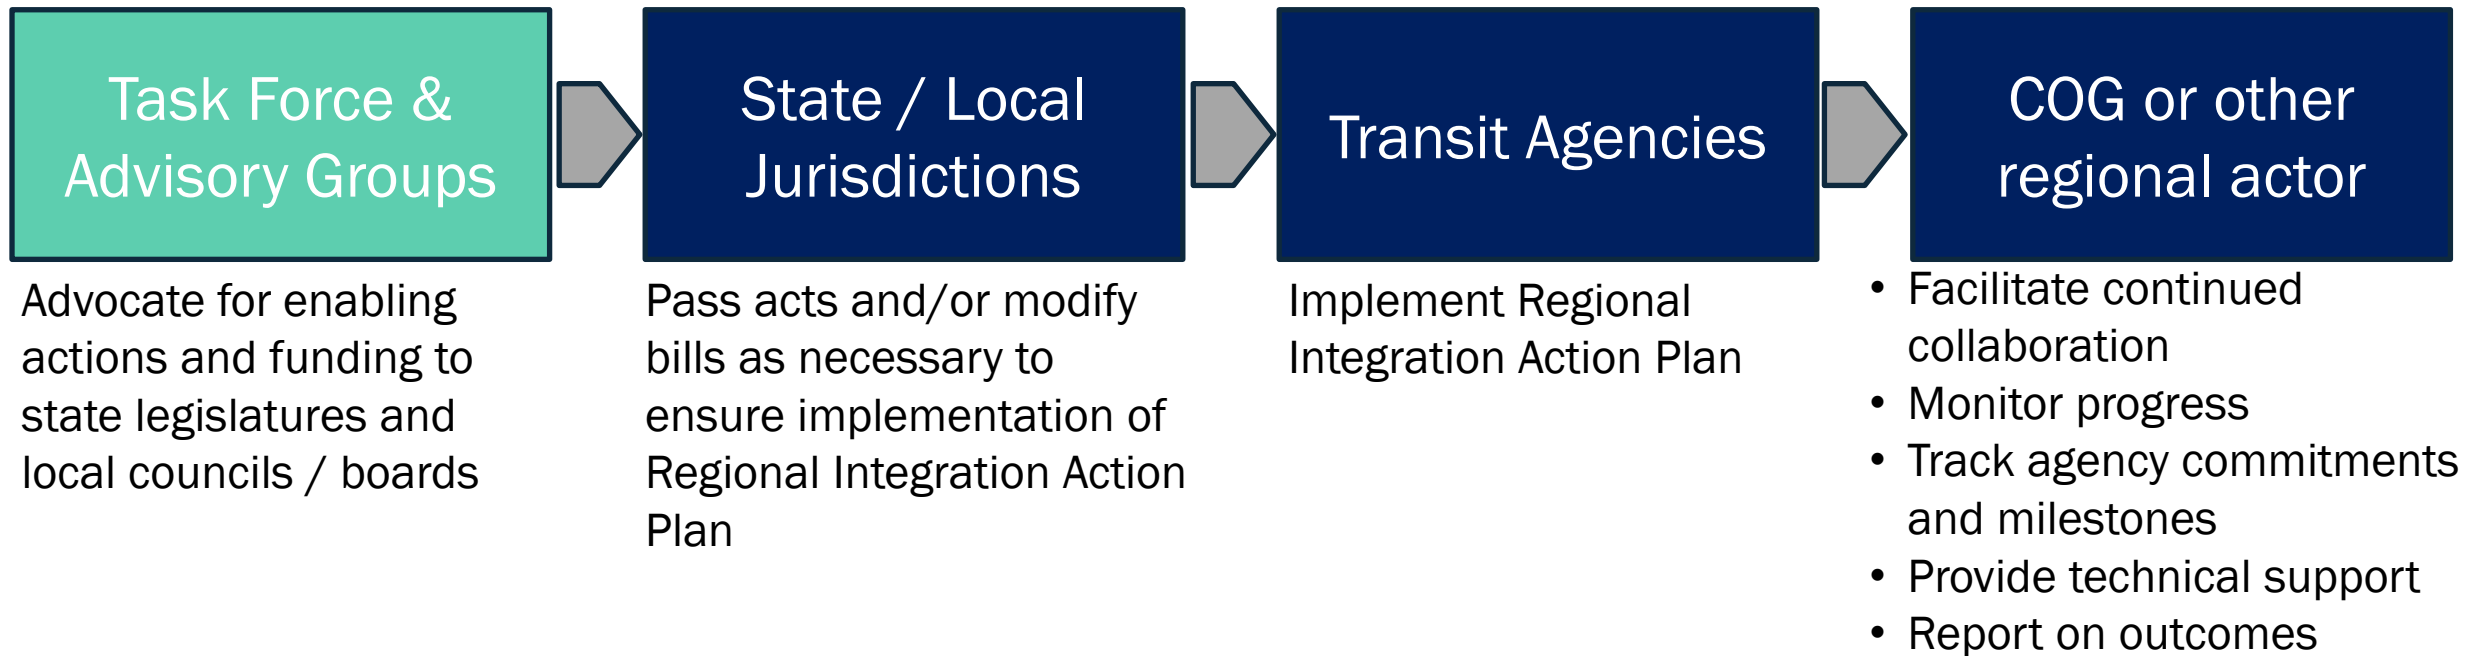 Task Force &
Advisory Groups
State / Local
Jurisdictions
Transit Agencies
COG or other
regional actor
Advocate for enabling
actions and funding to
state legislatures and
local councils / boards
Pass acts and/or modify
bills as necessary to
ensure implementation of
Regional Integration Action
Plan
Implement Regional
Integration Action Plan
• Facilitate continued
collaboration
• Monitor progress
• Track agency commitments
and milestones
• Provide technical support
• Report on outcomes